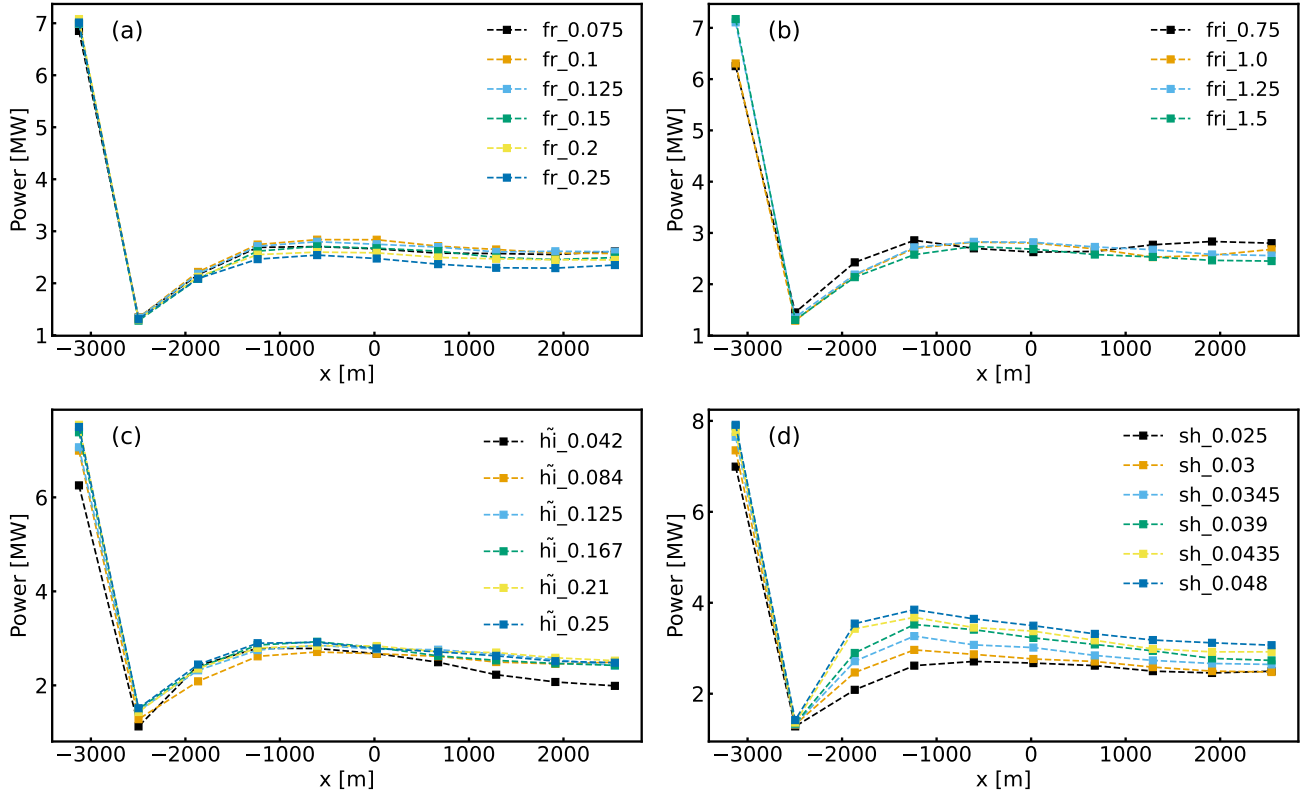 (a)
fr_0.075
fr_0.1
fr_0.125
fr_0.15
fr_0.2
fr_0.25
7
6
5
4
3
2
1
Power [MW]
−3000 −2000 −1000 0 1000 2000
x [m]
(b)
fri_0.75
fri_1.0
fri_1.25
fri_1.5
7
6
5
4
3
2
1
Power [MW]
−3000 −2000 −1000 0 1000 2000
x [m]
(c)
h̃i_0.042
h̃i_0.084
h̃i_0.125
h̃i_0.167
h̃i_0.21
h̃i_0.25
6
4
2
Power [MW]
−3000 −2000 −1000 0 1000 2000
x [m]
(d)
sh_0.025
sh_0.03
sh_0.0345
sh_0.039
sh_0.0435
sh_0.048
8
6
4
2
Power [MW]
−3000 −2000 −1000 0 1000 2000
x [m]